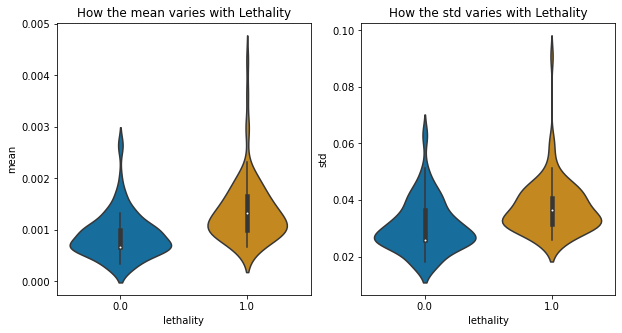 How the mean varies with Lethality
0.005
0.004
0.003
0.002
0.001
0.000
mean
0.0
1.0
lethality
How the std varies with Lethality
0.10
0.08
0.06
0.04
0.02
std
0.0
1.0
lethality